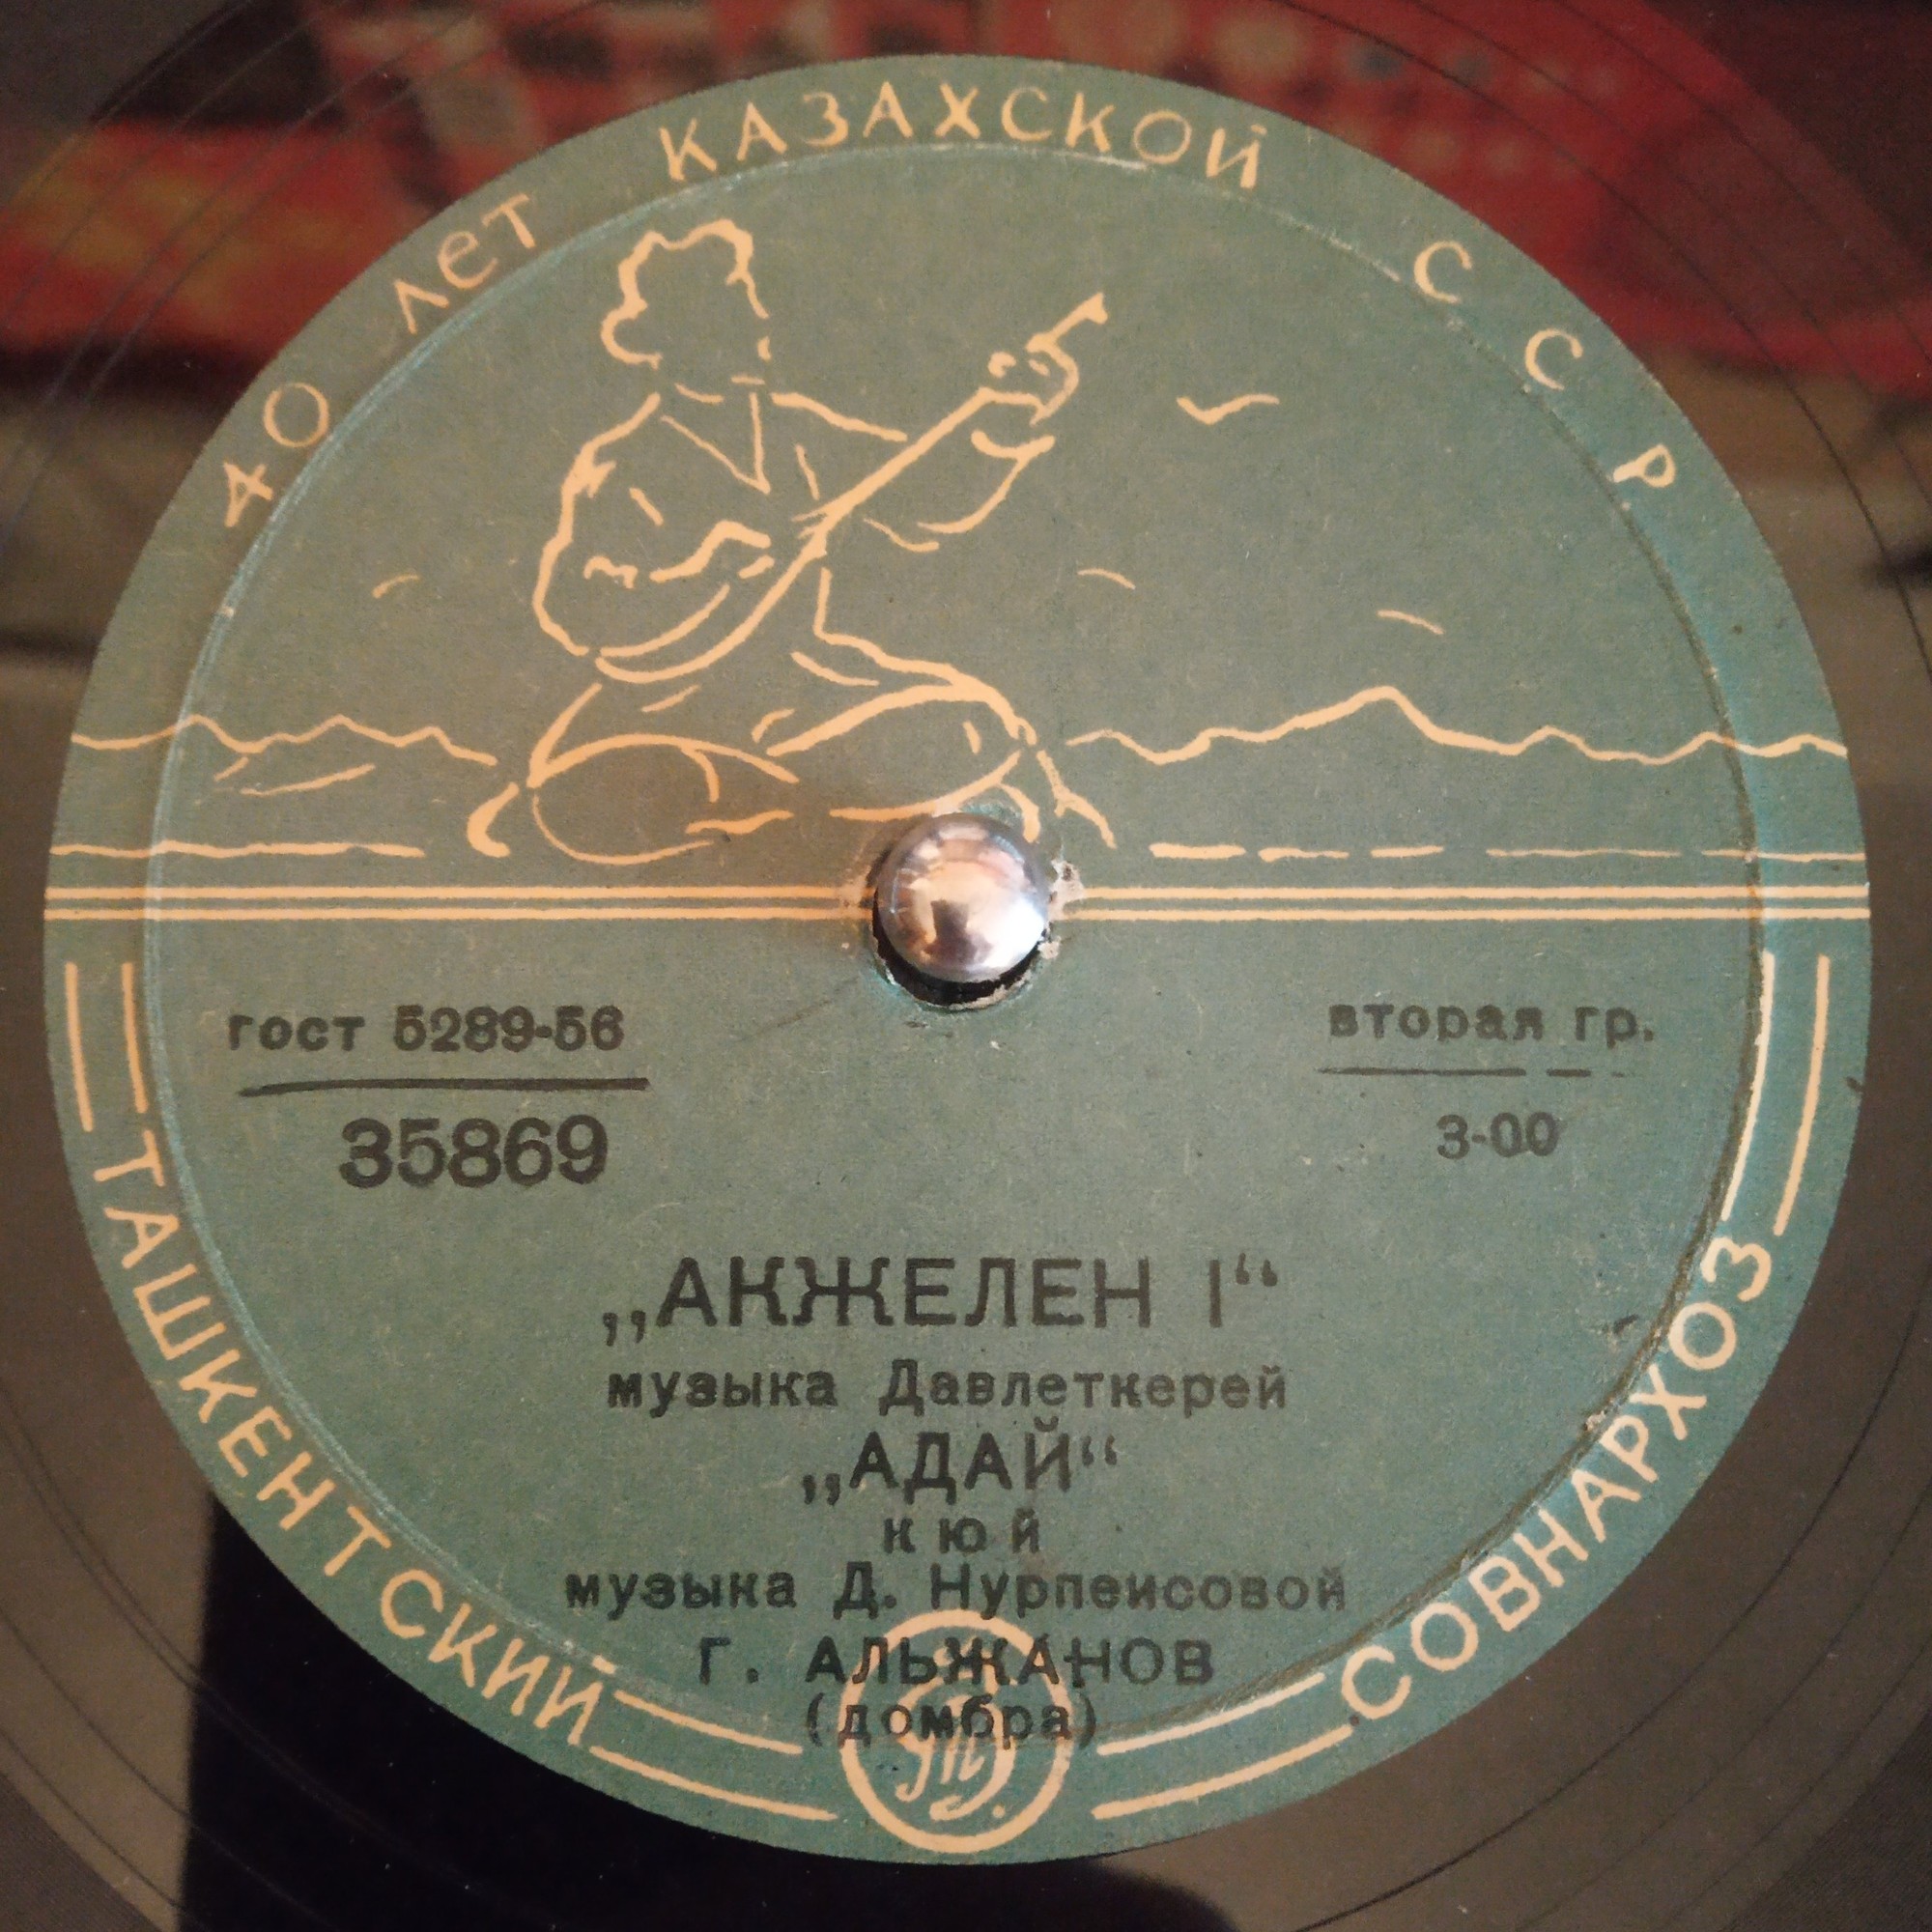 40 лет КАЗАХСКОЙ ССР
гост 5289-56
35869
вторая гр.
3-00
„АКЖЕЛЕН I“
музыка Давлеткерей
„АДАЙ“
кюй
музыка Д. Нурпеисовой
Г. АЛЬЖАНОВ
(домбра)
ТАШКЕНТСКИЙ СОВНАРХОЗ